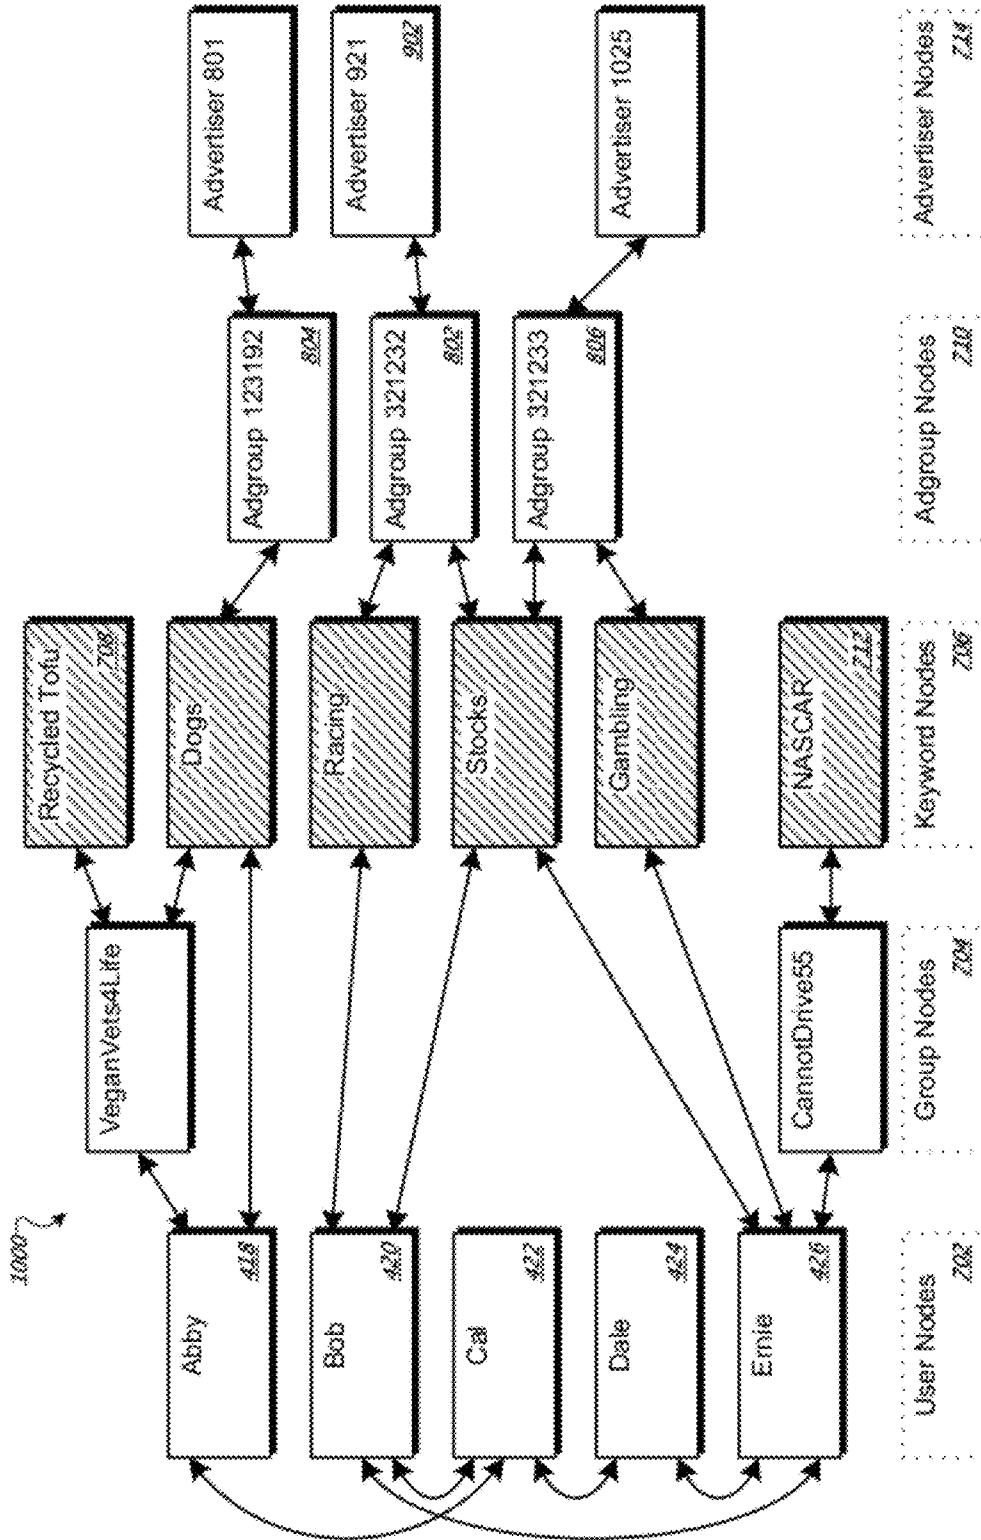 1000
Abby
418
Bob
420
Cal
422
Dale
424
Ernie
426
User Nodes
702
VeganVets4Life
CannotDrive55
Group Nodes
704
Recycled Tofu
708
Dogs
Racing
Stocks
Gambling
NASCAR
712
Keyword Nodes
706
Adgroup 123192
804
Adgroup 321232
802
Adgroup 321233
806
Adgroup Nodes
710
Advertiser 801
Advertiser 921
902
Advertiser 1025
Advertiser Nodes
714